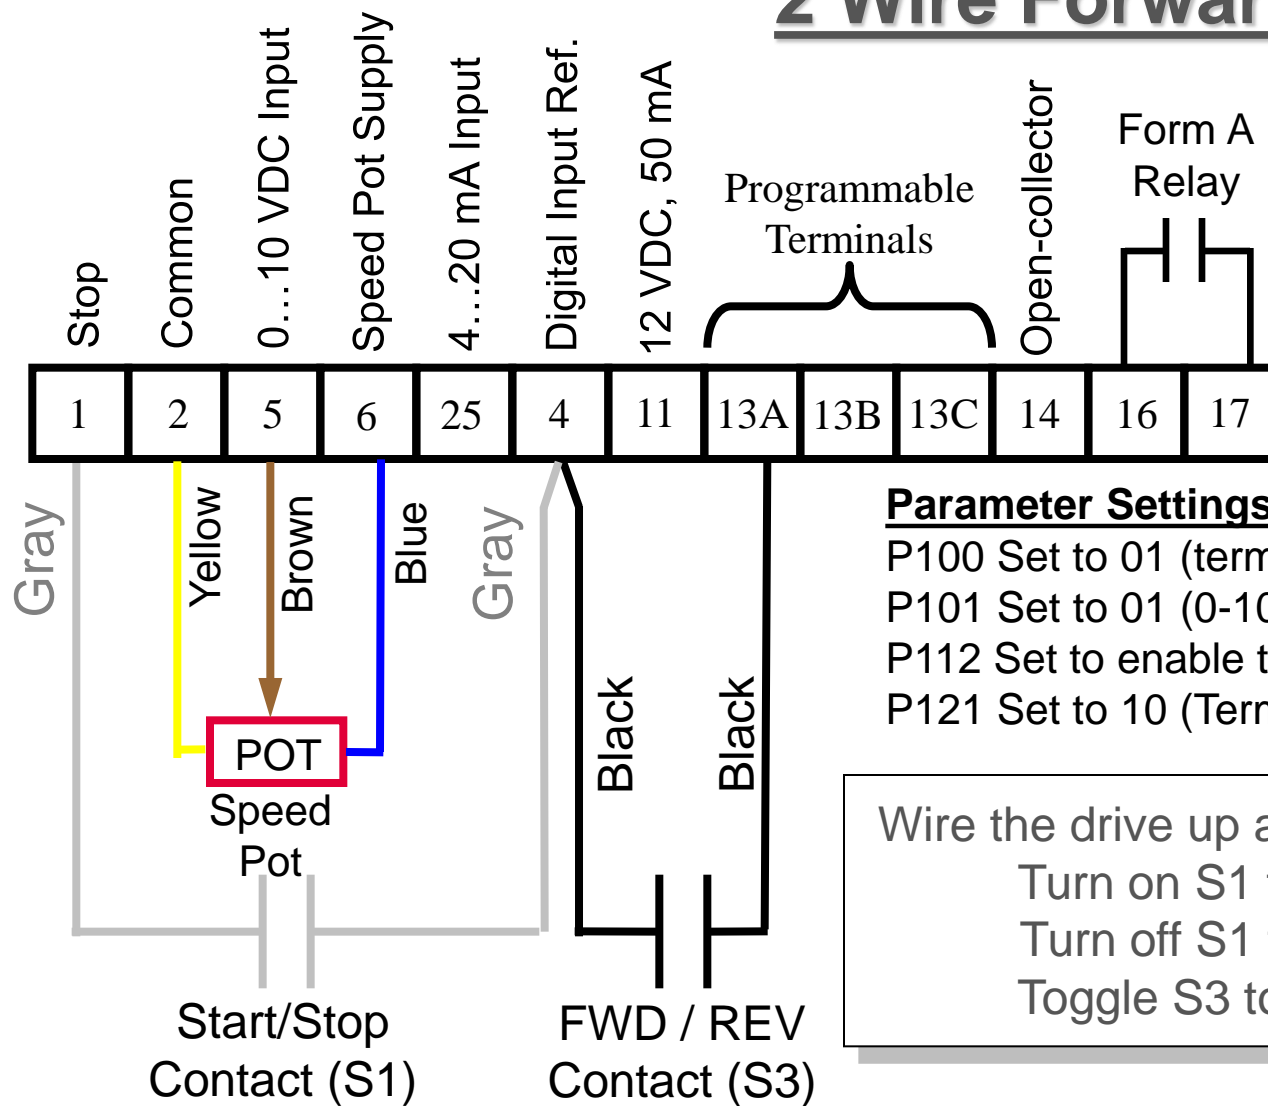 2 Wire Forwar
Stop
Common
0...10 VDC Input
Speed Pot Supply
4...20 mA Input
Digital Input Ref.
12 VDC, 50 mA
Programmable
Terminals
Open-collector
Form A
Relay
1 2 5 6 25 4 11 13A 13B 13C 14 16 17
Gray
Yellow
Brown
Blue
Gray
Black
Black
POT
Speed
Pot
Start/Stop
Contact (S1)
FWD / REV
Contact (S3)
Parameter Settings
P100 Set to 01 (term
P101 Set to 01 (0-10
P112 Set to enable t
P121 Set to 10 (Term
Wire the drive up a
Turn on S1
Turn off S1
Toggle S3 to